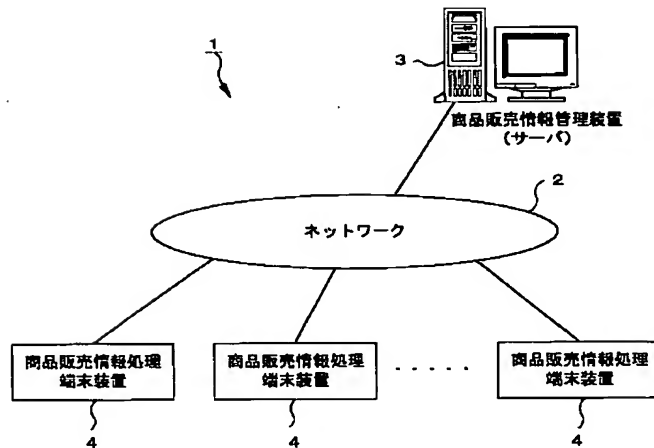 1
3
商品販売情報管理装置
(サーバ)
2
ネットワーク
商品販売情報処理
端末装置
商品販売情報処理
端末装置
.....
商品販売情報処理
端末装置
4
4
4